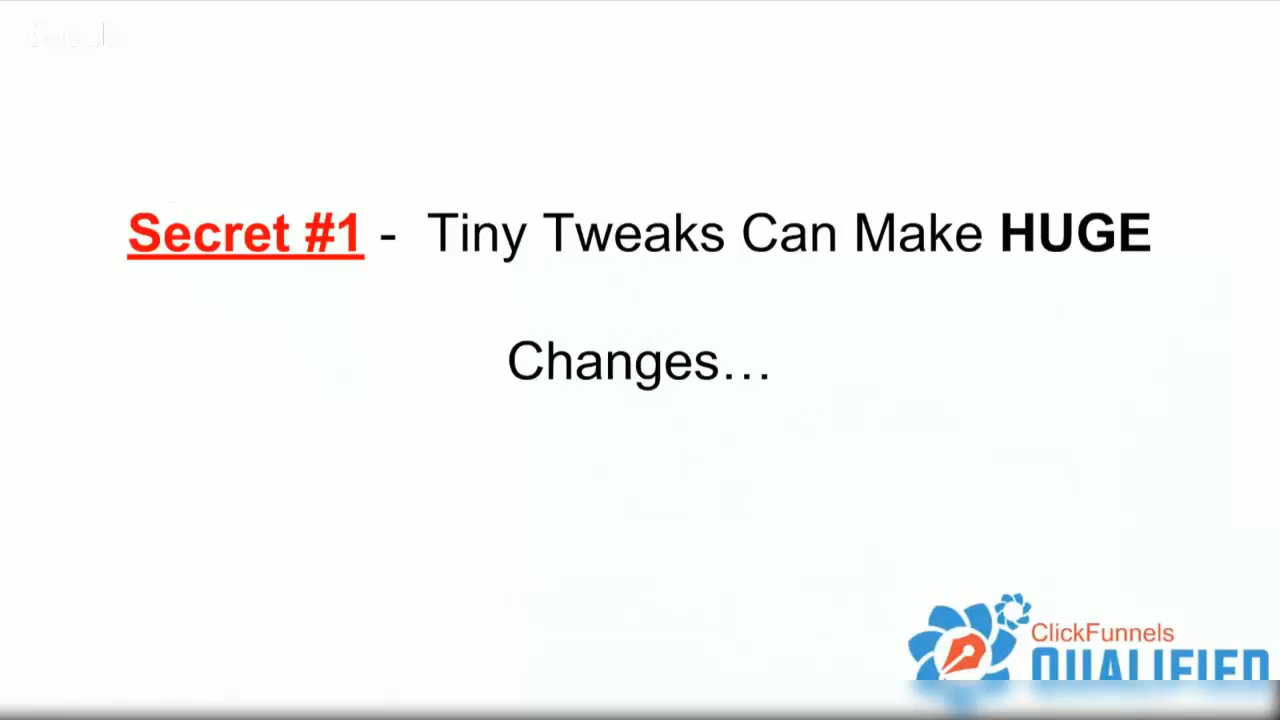 Secret #1 - Tiny Tweaks Can Make HUGE
Changes…
ClickFunnels
QUALIFIED